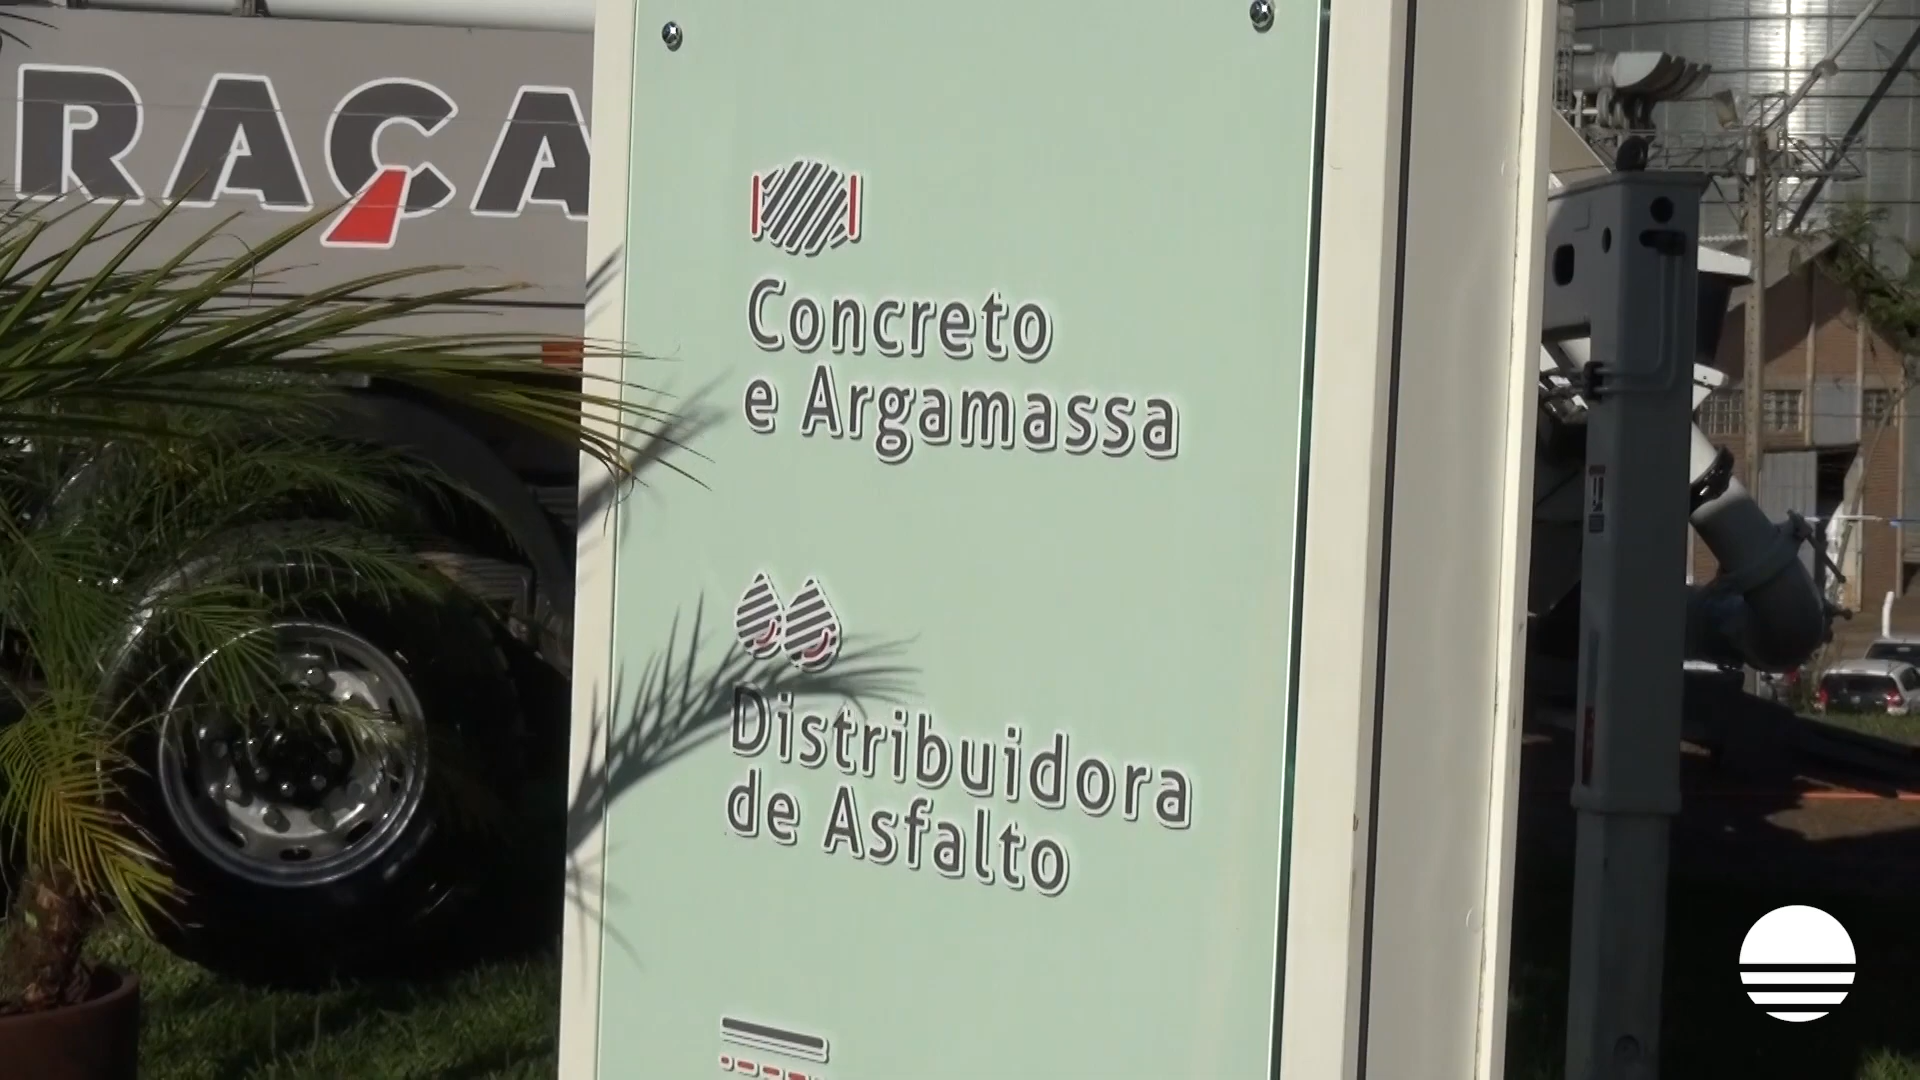 RAÇA
Concreto
e Argamassa
Distribuidora
de Asfalto